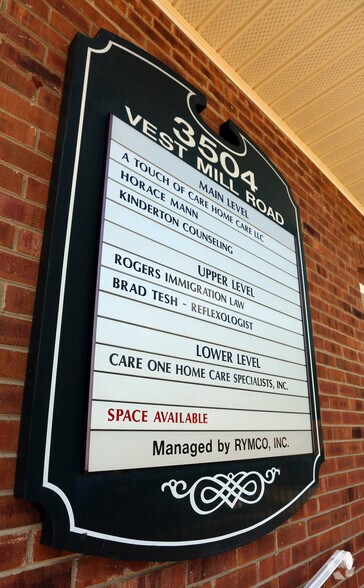 3504
VEST MILL ROAD
MAIN LEVEL
A TOUCH OF CARE HOME CARE LLC
HORACE MANN
KINDERTON COUNSELING
UPPER LEVEL
ROGERS IMMIGRATION LAW
BRAD TESH - REFLEXOLOGIST
LOWER LEVEL
CARE ONE HOME CARE SPECIALISTS, INC.
SPACE AVAILABLE
Managed by RYMCO, INC.